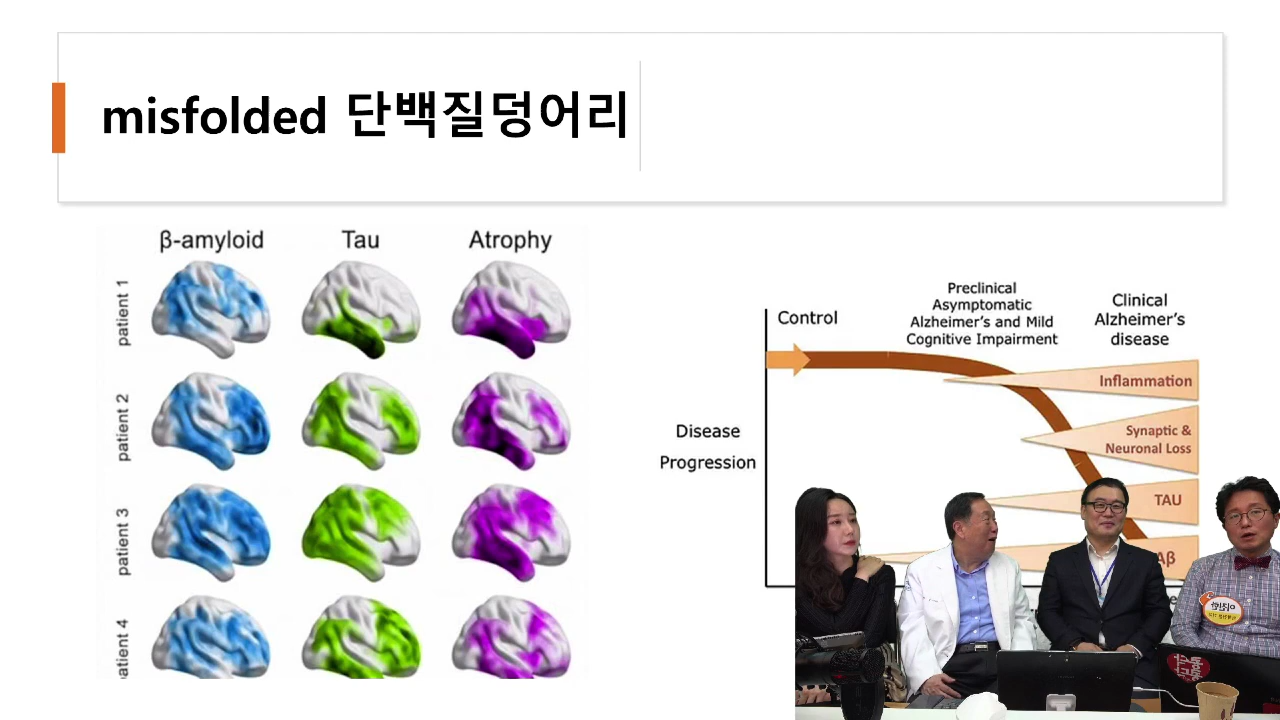 misfolded 단백질덩어리
β-amyloid
Tau
Atrophy
patient 1
patient 2
patient 3
atient 4
Control
Preclinical
Asymptomatic
Alzheimer's and Mild
Cognitive Impairment
Clinical
Alzheimer's
disease
Disease
Progression
Inflammation
Synaptic &
Neuronal Loss
TAU
Aβ